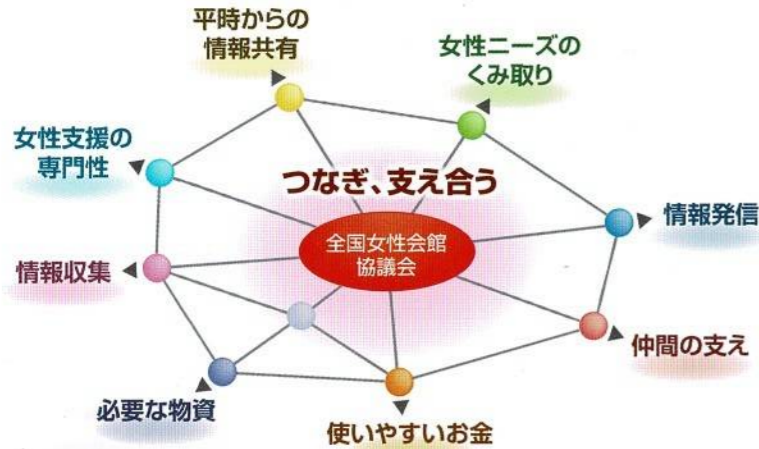 平時からの
情報共有
女性ニーズの
くみ取り
女性支援の
専門性
つなぎ、支え合う
情報発信
全国女性会館
協議会
情報収集
仲間の支え
必要な物資
使いやすいお金